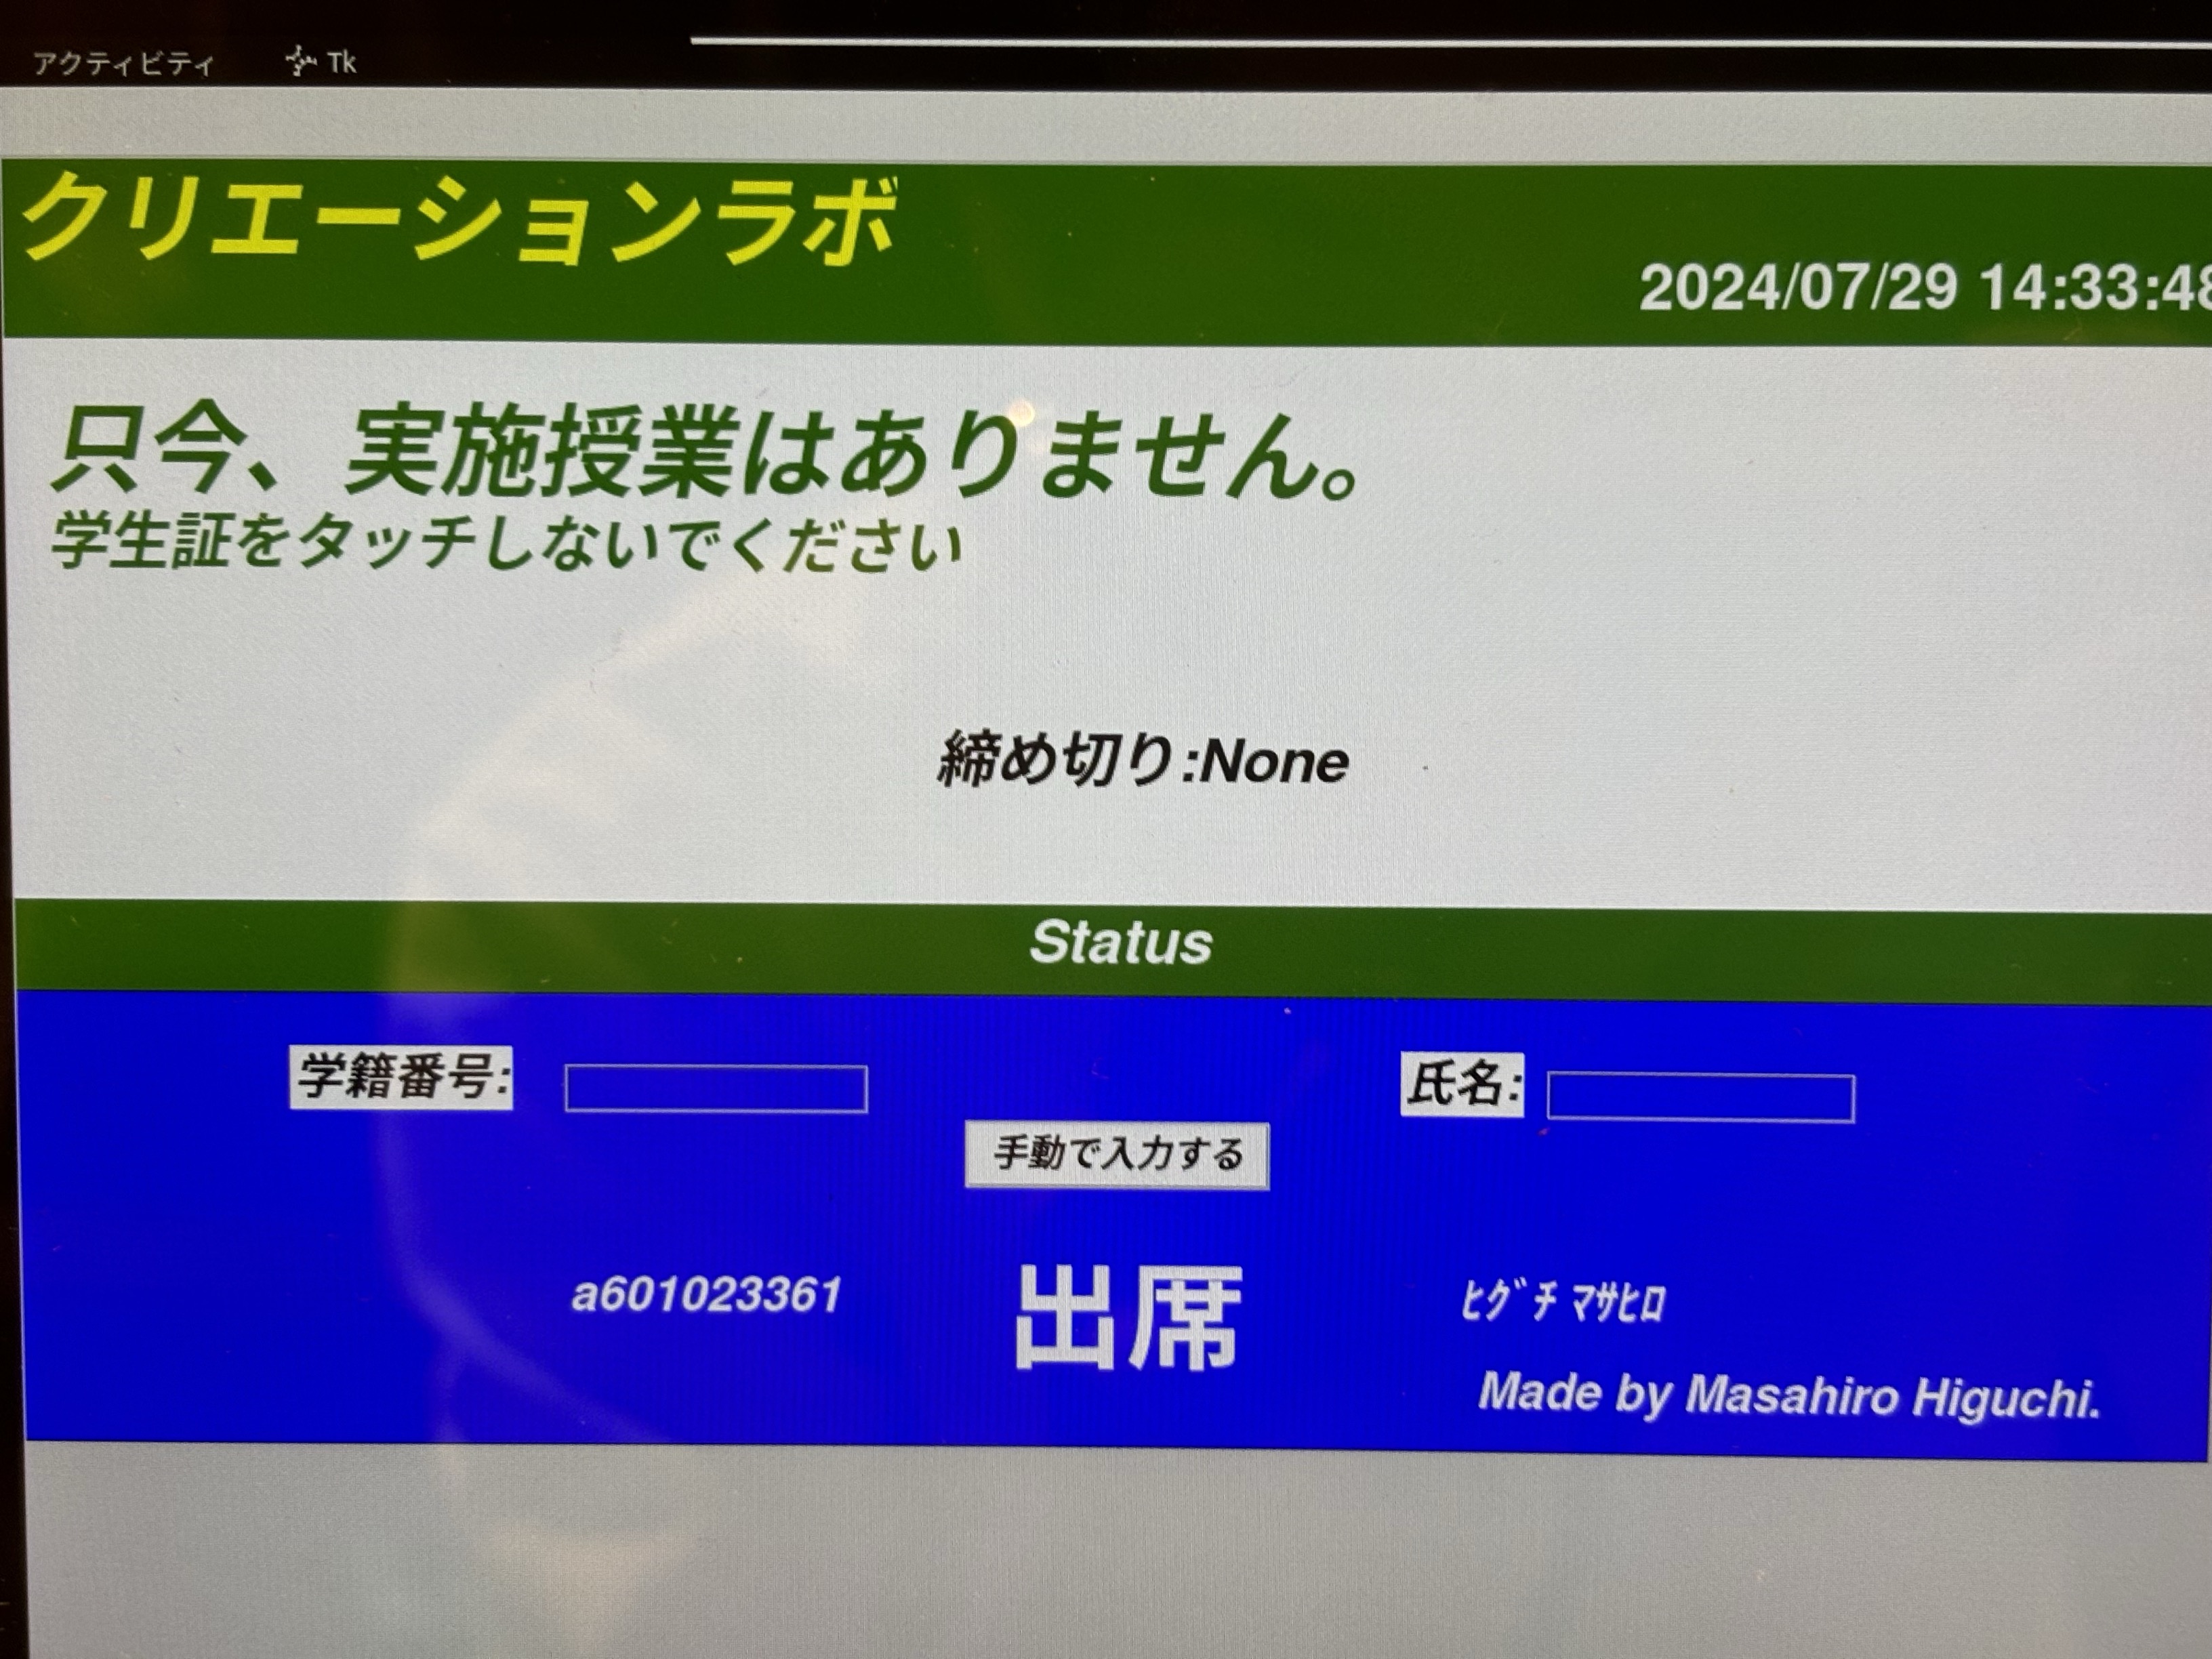 アクティビティ Tk
クリエーションラボ
2024/07/29 14:33:48
只今、実施授業はありません。
学生証をタッチしないでください
締め切り:None
Status
学籍番号:
氏名:
手動で入力する
a601023361 出席 ﾋｸﾞﾁ ﾏｻﾋﾛ
Made by Masahiro Higuchi.